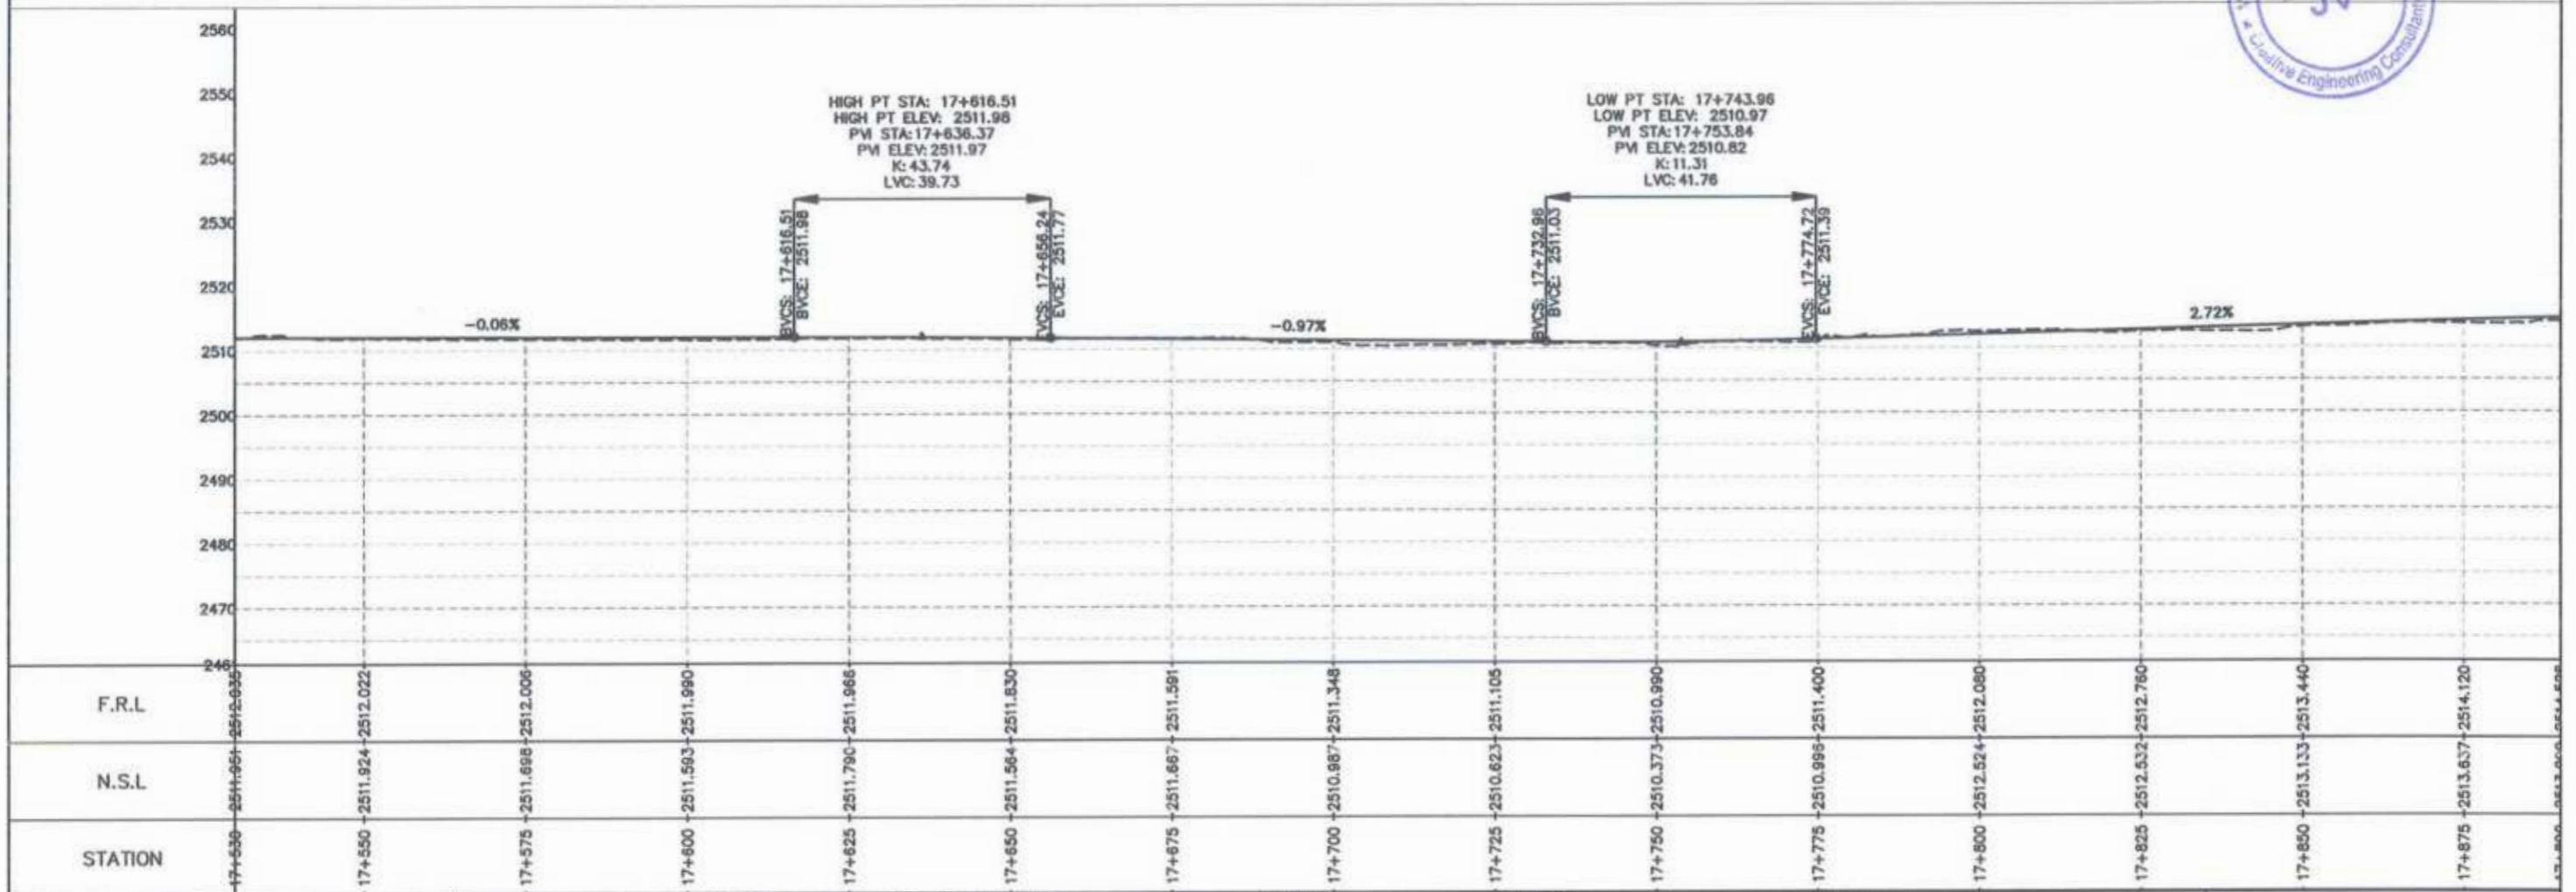 JV
Creative Engineering Consultants
2560
2550
2540
2530
2520
2510
2500
2490
2480
2470
HIGH PT STA: 17+616.51
HIGH PT ELEV: 2511.98
PVI STA:17+636.37
PVI ELEV:2511.97
K:43.74
LVC:39.73
LOW PT STA: 17+743.96
LOW PT ELEV: 2510.97
PVI STA:17+753.84
PVI ELEV:2510.82
K:11.31
LVC:41.76
BVCS: 17+616.51
BVCE: 2511.98
EVCS: 17+656.24
EVCE: 2511.77
BVCS: 17+732.96
BVCE: 2511.03
EVCS: 17+774.72
EVCE: 2511.39
-0.06%
-0.97%
2.72%
F.R.L 2512.035 2512.022 2512.006 2511.990 2511.966 2511.830 2511.591 2511.348 2511.105 2510.990 2511.400 2512.080 2512.760 2513.440 2514.120
N.S.L 2511.951 2511.924 2511.698 2511.593 2511.790 2511.564 2511.667 2510.987 2510.623 2510.373 2510.996 2512.524 2512.532 2513.133 2513.637
STATION 17+530 17+550 17+575 17+600 17+625 17+650 17+675 17+700 17+725 17+750 17+775 17+800 17+825 17+850 17+875